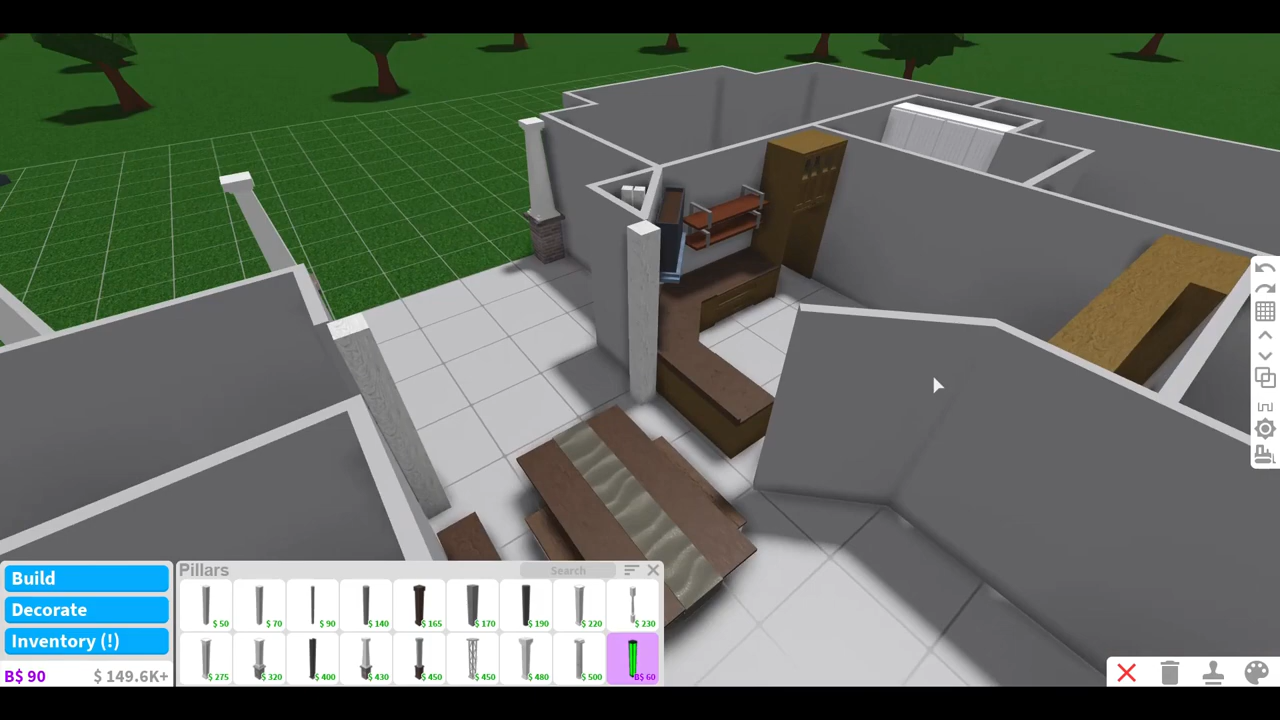 Build
Decorate
Inventory (!)
B$ 90 $ 149.6K+
Pillars Search
$ 50 $ 70 $ 90 $ 140 $ 165 $ 170 $ 190 $ 220 $ 230
$ 275 $ 320 $ 400 $ 430 $ 450 $ 450 $ 480 $ 500 B$ 60